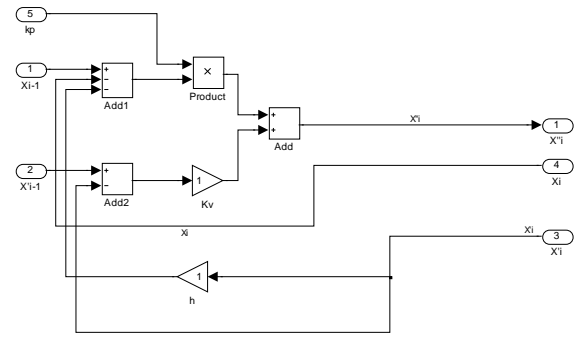 5
kp
1
Xi-1
+
−
−
Add1
×
Product
+
+
Add
X''i
1
X''i
2
X'i-1
+
−
Add2
1
Kv
4
Xi
Xi
Xi
3
X'i
1
h